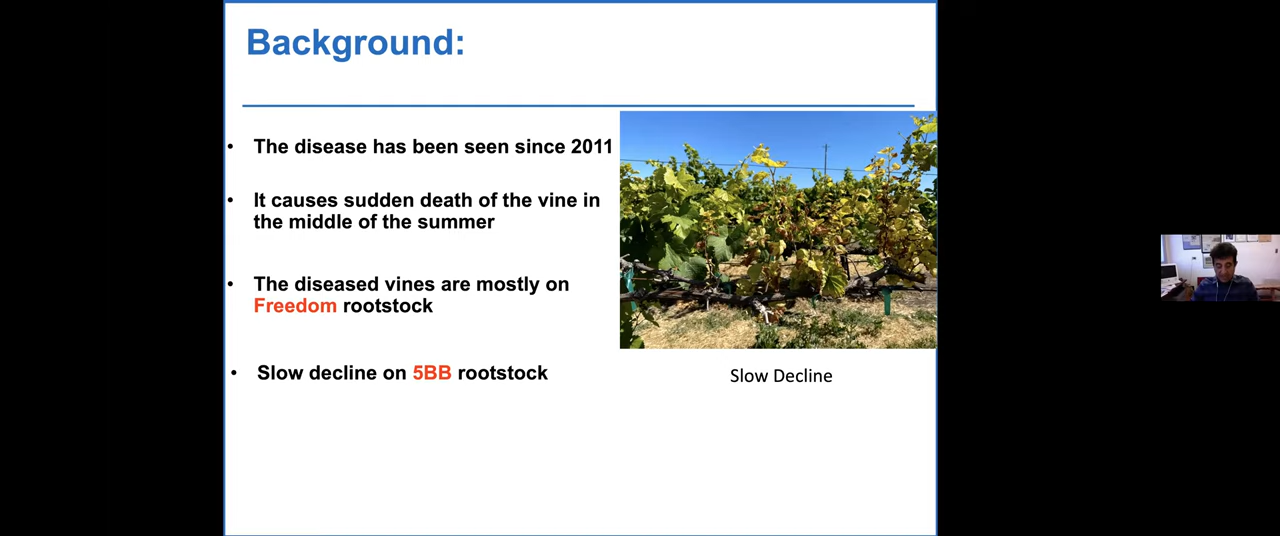 Background:
• The disease has been seen since 2011
• It causes sudden death of the vine in
the middle of the summer
• The diseased vines are mostly on
Freedom rootstock
• Slow decline on 5BB rootstock
Slow Decline